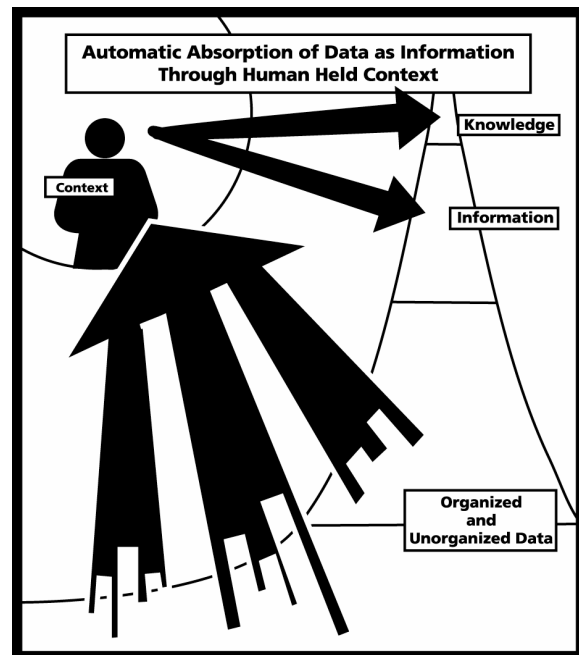 Automatic Absorption of Data as Information
Through Human Held Context
Knowledge
Context
Information
Organized
and
Unorganized Data